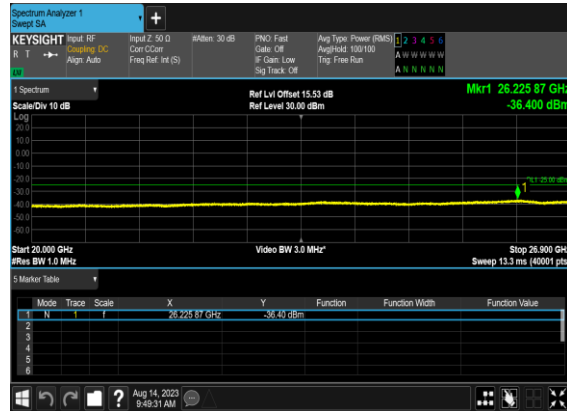 Spectrum Analyzer 1
Swept SA
+
KEYSIGHT Input: RF Input Z: 50 Ω #Atten: 30 dB PNO: Fast Avg Type: Power (RMS) 1 2 3 4 5 6
R T Coupling: DC Corr CCorr Gate: Off Avg|Hold: 100/100 A W W W W W
Align: Auto Freq Ref: Int (S) IF Gain: Low Trig: Free Run
Sig Track: Off A N N N N N
1 Spectrum Ref Lvl Offset 15.53 dB Mkr1 26.225 87 GHz
Scale/Div 10 dB Ref Level 30.00 dBm -36.400 dBm
Log
20.0
10.0
0.00
-10.0
-20.0
-30.0
-40.0
-50.0
-60.0
DL1 -25.00 dBm
1
Start 20.000 GHz Video BW 3.0 MHz* Stop 26.900 GHz
#Res BW 1.0 MHz Sweep 13.3 ms (40001 pts
5 Marker Table
Mode Trace Scale X Y Function Function Width Function Value
1 N 1 f 26.225 87 GHz -36.40 dBm
2
3
4
5
6
? Aug 14, 2023
9:49:31 AM